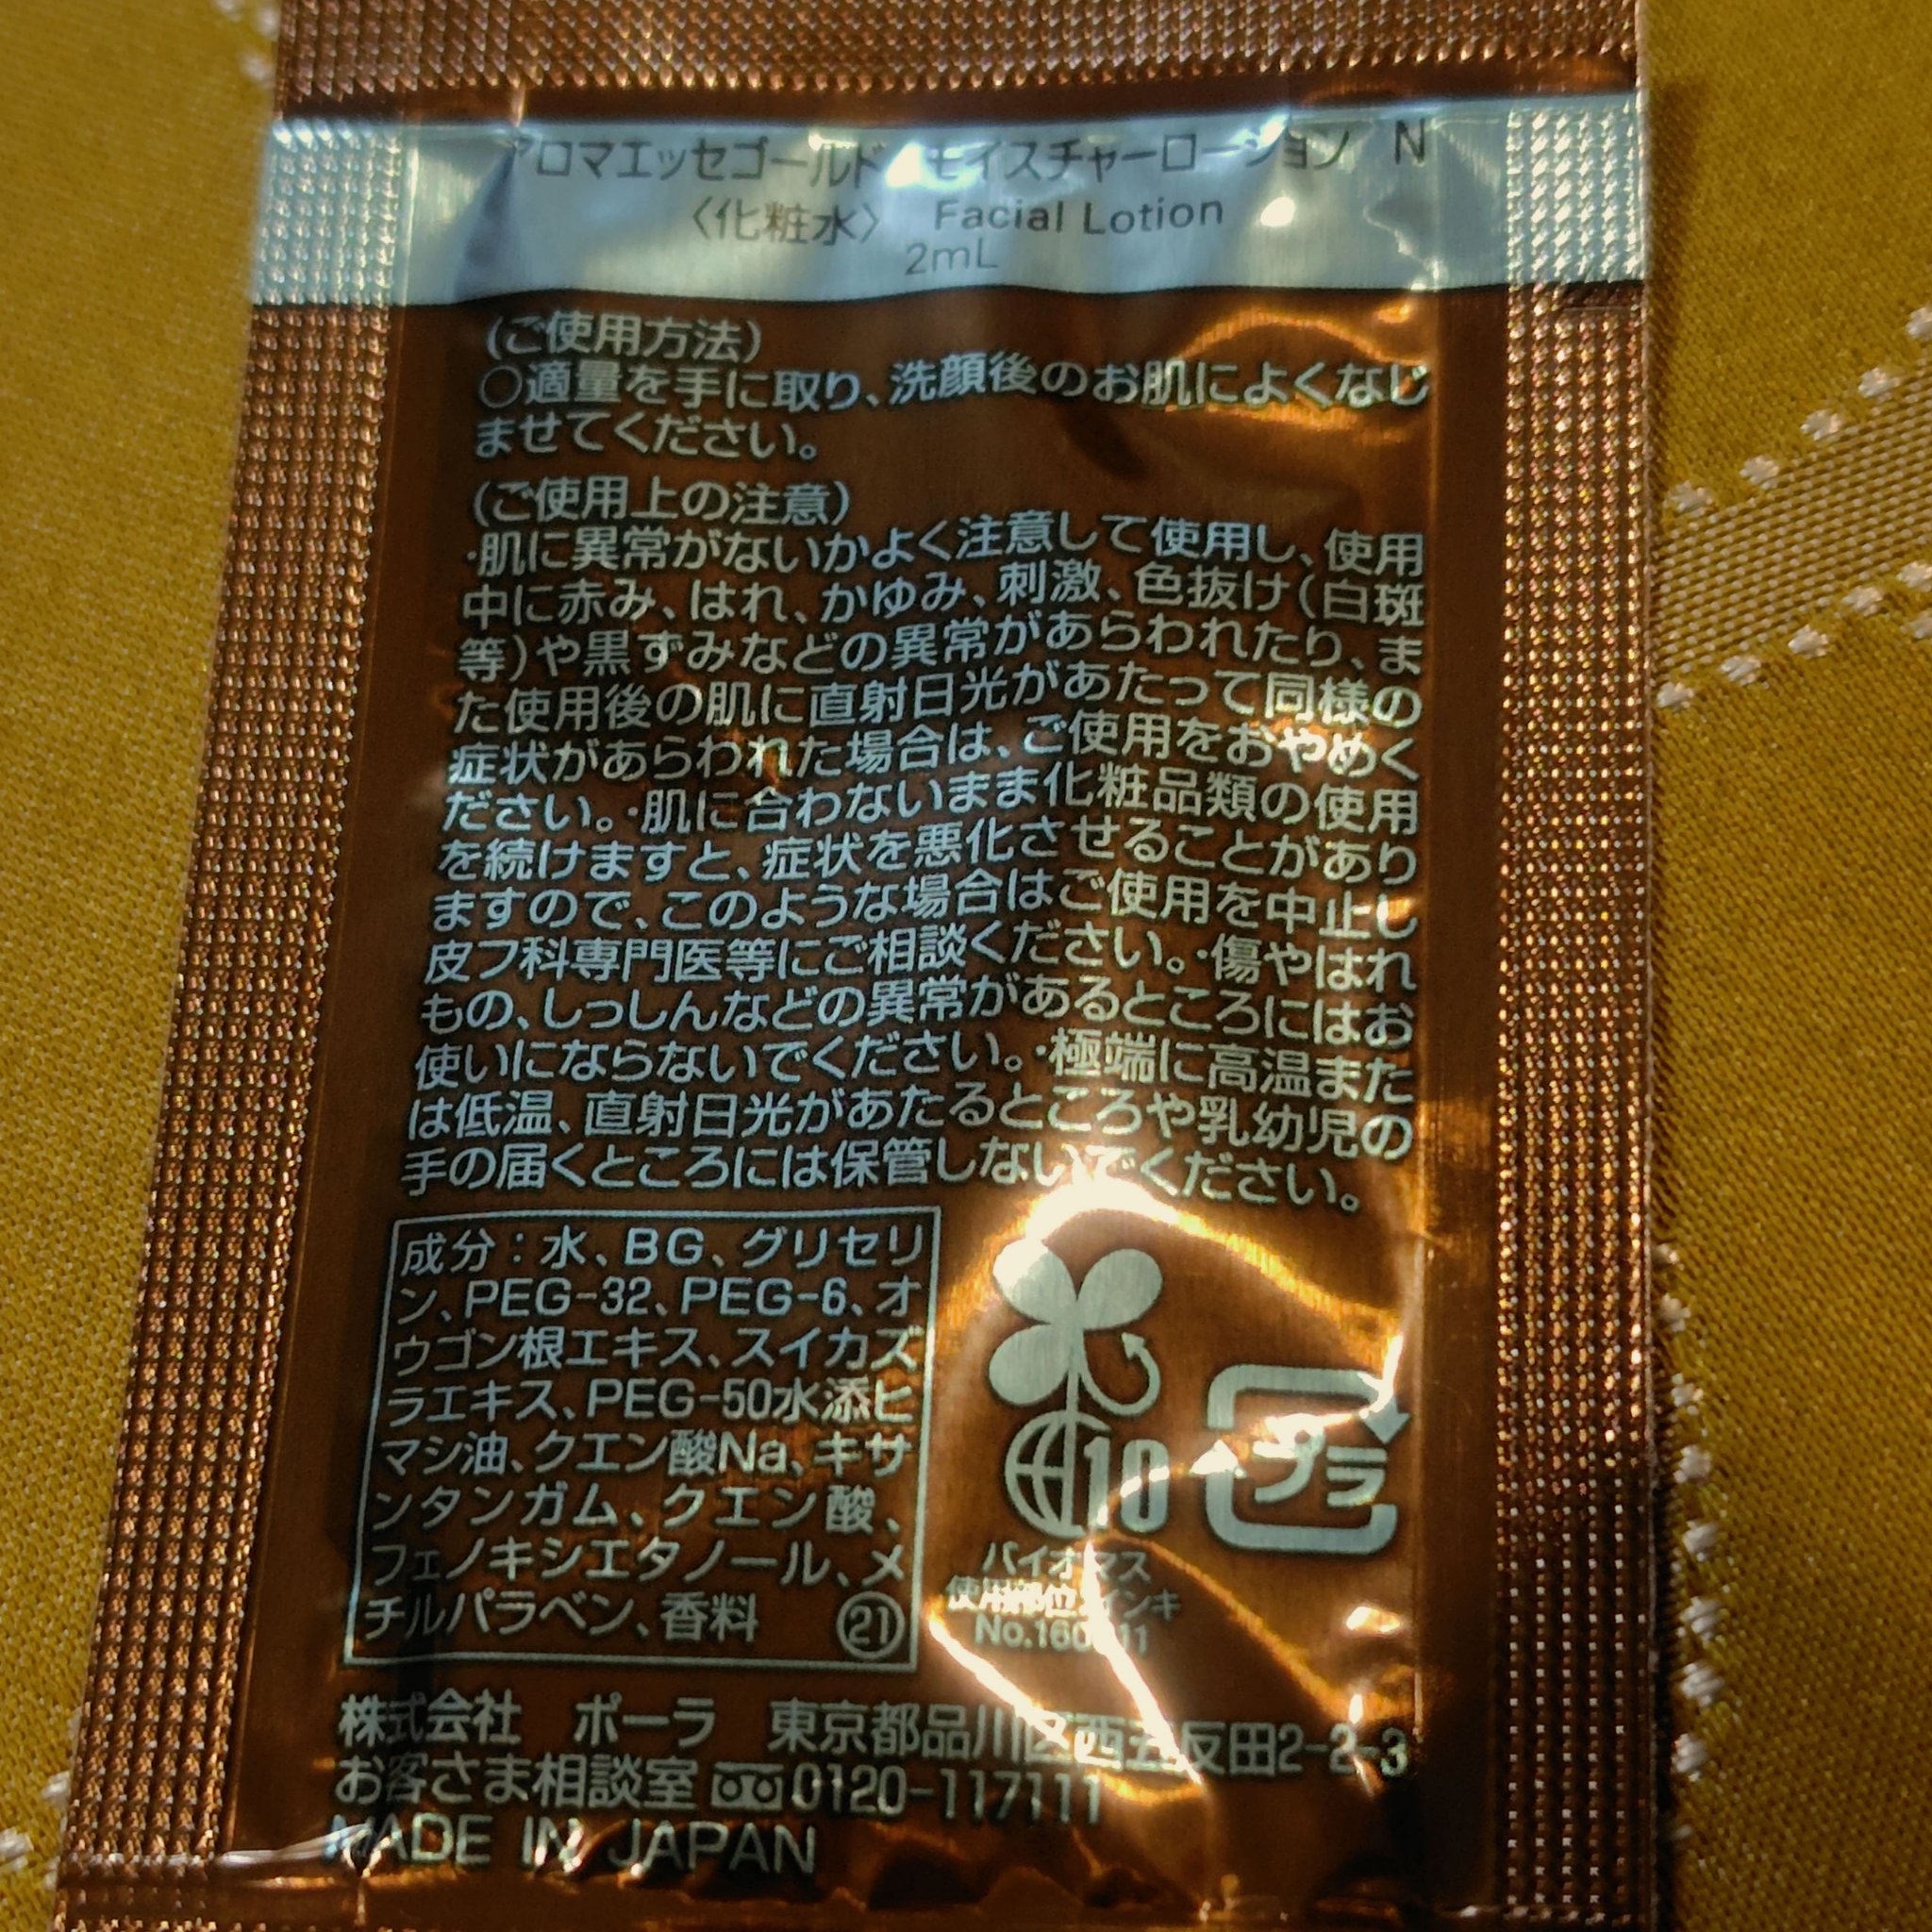 アロマエッセゴールド モイスチャーローション N
〈化粧水〉 Facial Lotion
2mL
(ご使用方法)
○適量を手に取り、洗顔後のお肌によくなじ
ませてください。
(ご使用上の注意)
・肌に異常がないかよく注意して使用し、使用
中に赤み、はれ、かゆみ、刺激、色抜け(白斑
等)や黒ずみなどの異常があらわれたり、ま
た使用後の肌に直射日光があたって同様の
症状があらわれた場合は、ご使用をおやめく
ださい。・肌に合わないまま化粧品類の使用
を続けますと、症状を悪化させることがあり
ますので、このような場合はご使用を中止し
皮フ科専門医等にご相談ください。・傷やはれ
もの、しっしんなどの異常があるところにはお
使いにならないでください。・極端に高温また
は低温、直射日光があたるところや乳幼児の
手の届くところには保管しないでください。
成分：水、BG、グリセリ
ン、PEG-32、PEG-6、オ
ウゴン根エキス、スイカズ
ラエキス、PEG-50水添ヒ
マシ油、クエン酸Na、キサ
ンタンガム、クエン酸、
フェノキシエタノール、メ
チルパラベン、香料 ㉑
10
プラ
バイオマス
使用部位:インキ
株式会社 ポーラ 東京都品川区西五反田2-2-3
お客さま相談室 0120-117111
MADE IN JAPAN